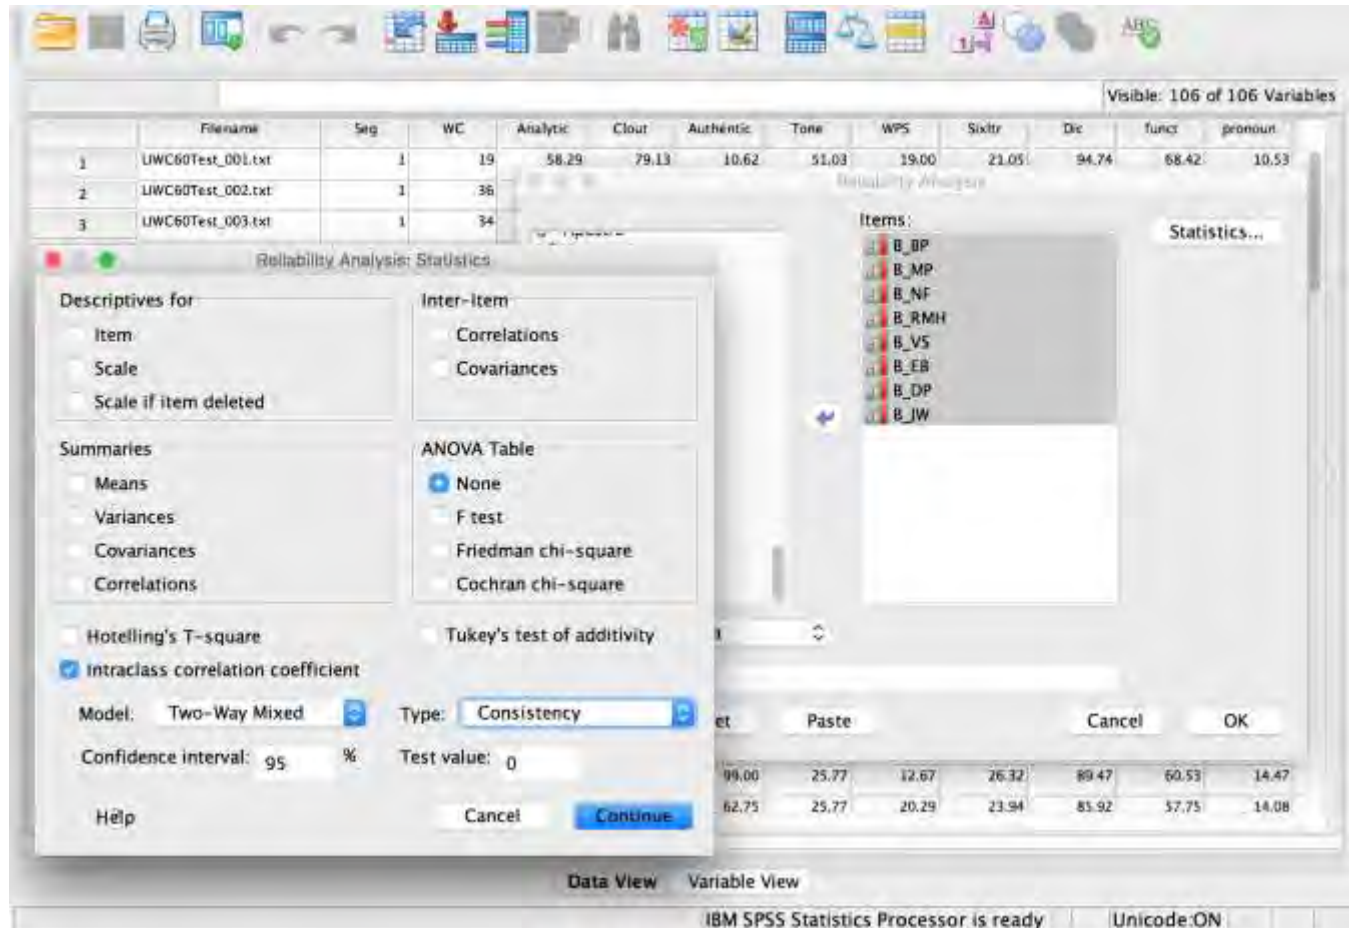 Visible: 106 of 106 Variables
Filename Seg WC Analytic Clout Authentic Tone WPS Sixltr Dic funct pronoun
1 LIWC60Test_001.txt 1 19 58.29 79.13 10.62 51.03 19.00 21.05 94.74 68.42 10.53
2 LIWC60Test_002.txt 1 36
3 LIWC60Test_003.txt 1 34
Reliability Analysis
Items:
Statistics...
B_BP
B_MP
B_NF
B_RMH
B_VS
B_EB
B_DP
B_JW
Reliability Analysis: Statistics
Descriptives for
Item
Scale
Scale if item deleted
Inter-Item
Correlations
Covariances
Summaries
Means
Variances
Covariances
Correlations
ANOVA Table
None
F test
Friedman chi-square
Cochran chi-square
Hotelling's T-square
Tukey's test of additivity
Intraclass correlation coefficient
Model: Two-Way Mixed
Type: Consistency
Confidence interval: 95 %
Test value: 0
Help
Cancel
Continue
et Paste Cancel OK
99.00 25.77 12.67 26.32 89.47 60.53 14.47
62.75 25.77 20.29 23.94 85.92 57.75 14.08
Data View Variable View
IBM SPSS Statistics Processor is ready Unicode:ON